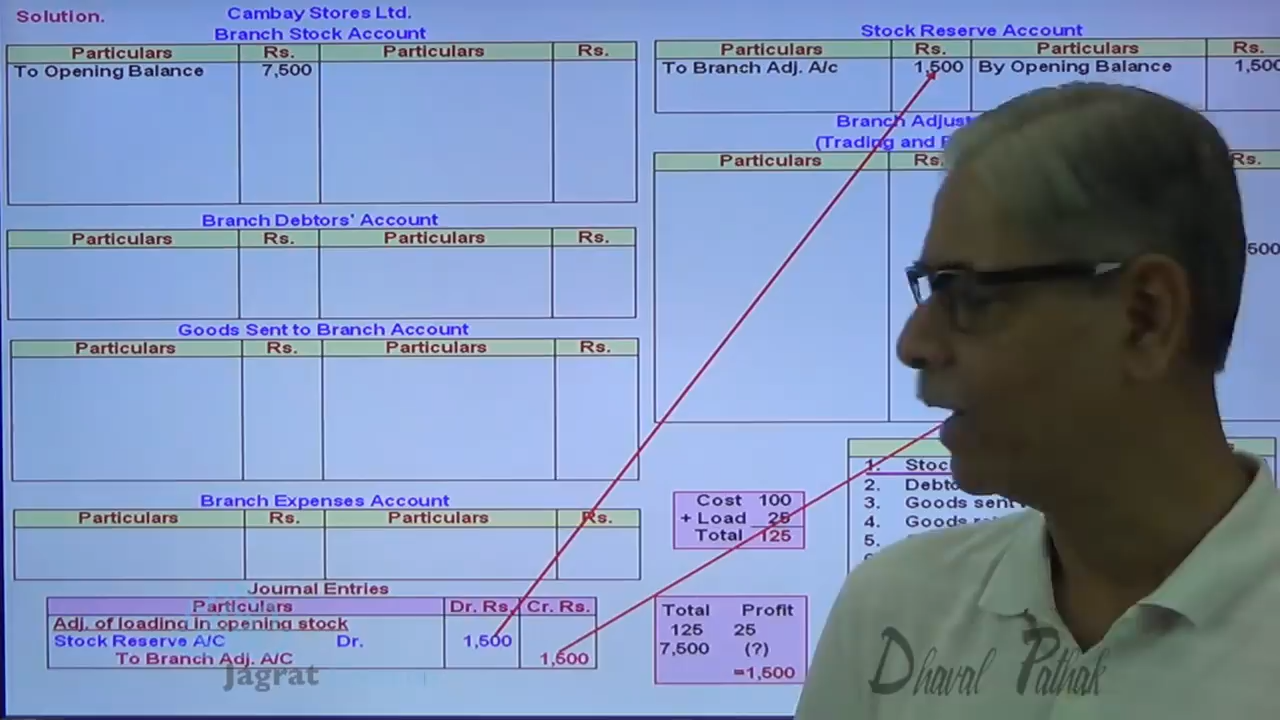 Solution.
Cambay Stores Ltd.
Branch Stock Account
Particulars Rs. Particulars Rs.
To Opening Balance 7,500
Branch Debtors' Account
Particulars Rs. Particulars Rs.
Goods Sent to Branch Account
Particulars Rs. Particulars Rs.
Branch Expenses Account
Particulars Rs. Particulars Rs.
Journal Entries
Particulars Dr. Rs. Cr. Rs.
Adj. of loading in opening stock
Stock Reserve A/C Dr. 1,500
To Branch Adj. A/C 1,500
Jagrat
Stock Reserve Account
Particulars Rs. Particulars Rs.
To Branch Adj. A/c 1,500 By Opening Balance 1,500
Branch
(Trading and
Particulars Rs. Rs.
500
Cost 100
+ Load 25
Total 125
Total Profit
125 25
7,500 (?)
=1,500
1.
2.
3. Goods sent
4. Goods
5.
Dhaval Pathak